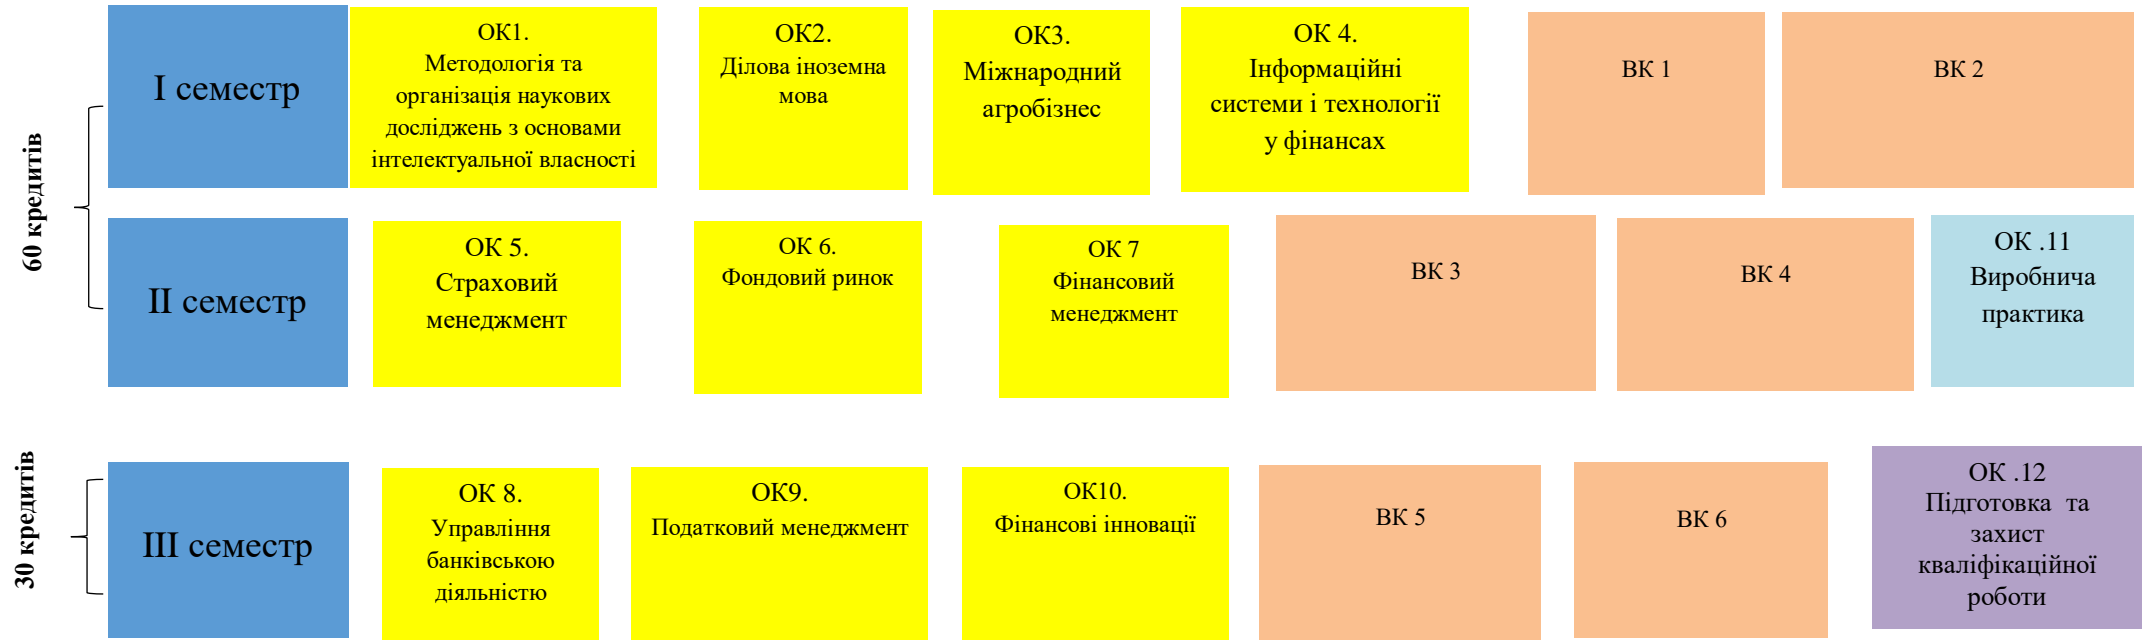 60 кредитів
І семестр
ОК1.
Методологія та
організація наукових
досліджень з основами
інтелектуальної власності
ОК2.
Ділова іноземна
мова
ОК3.
Міжнародний
агробізнес
ОК 4.
Інформаційні
системи і технології
у фінансах
ВК 1
ВК 2
ІІ семестр
ОК 5.
Страховий
менеджмент
ОК 6.
Фондовий ринок
ОК 7
Фінансовий
менеджмент
ВК 3
ВК 4
ОК .11
Виробнича
практика
30 кредитів
ІІІ семестр
ОК 8.
Управління
банківською
діяльністю
ОК9.
Податковий менеджмент
ОК10.
Фінансові інновації
ВК 5
ВК 6
ОК .12
Підготовка та
захист
кваліфікаційної
роботи